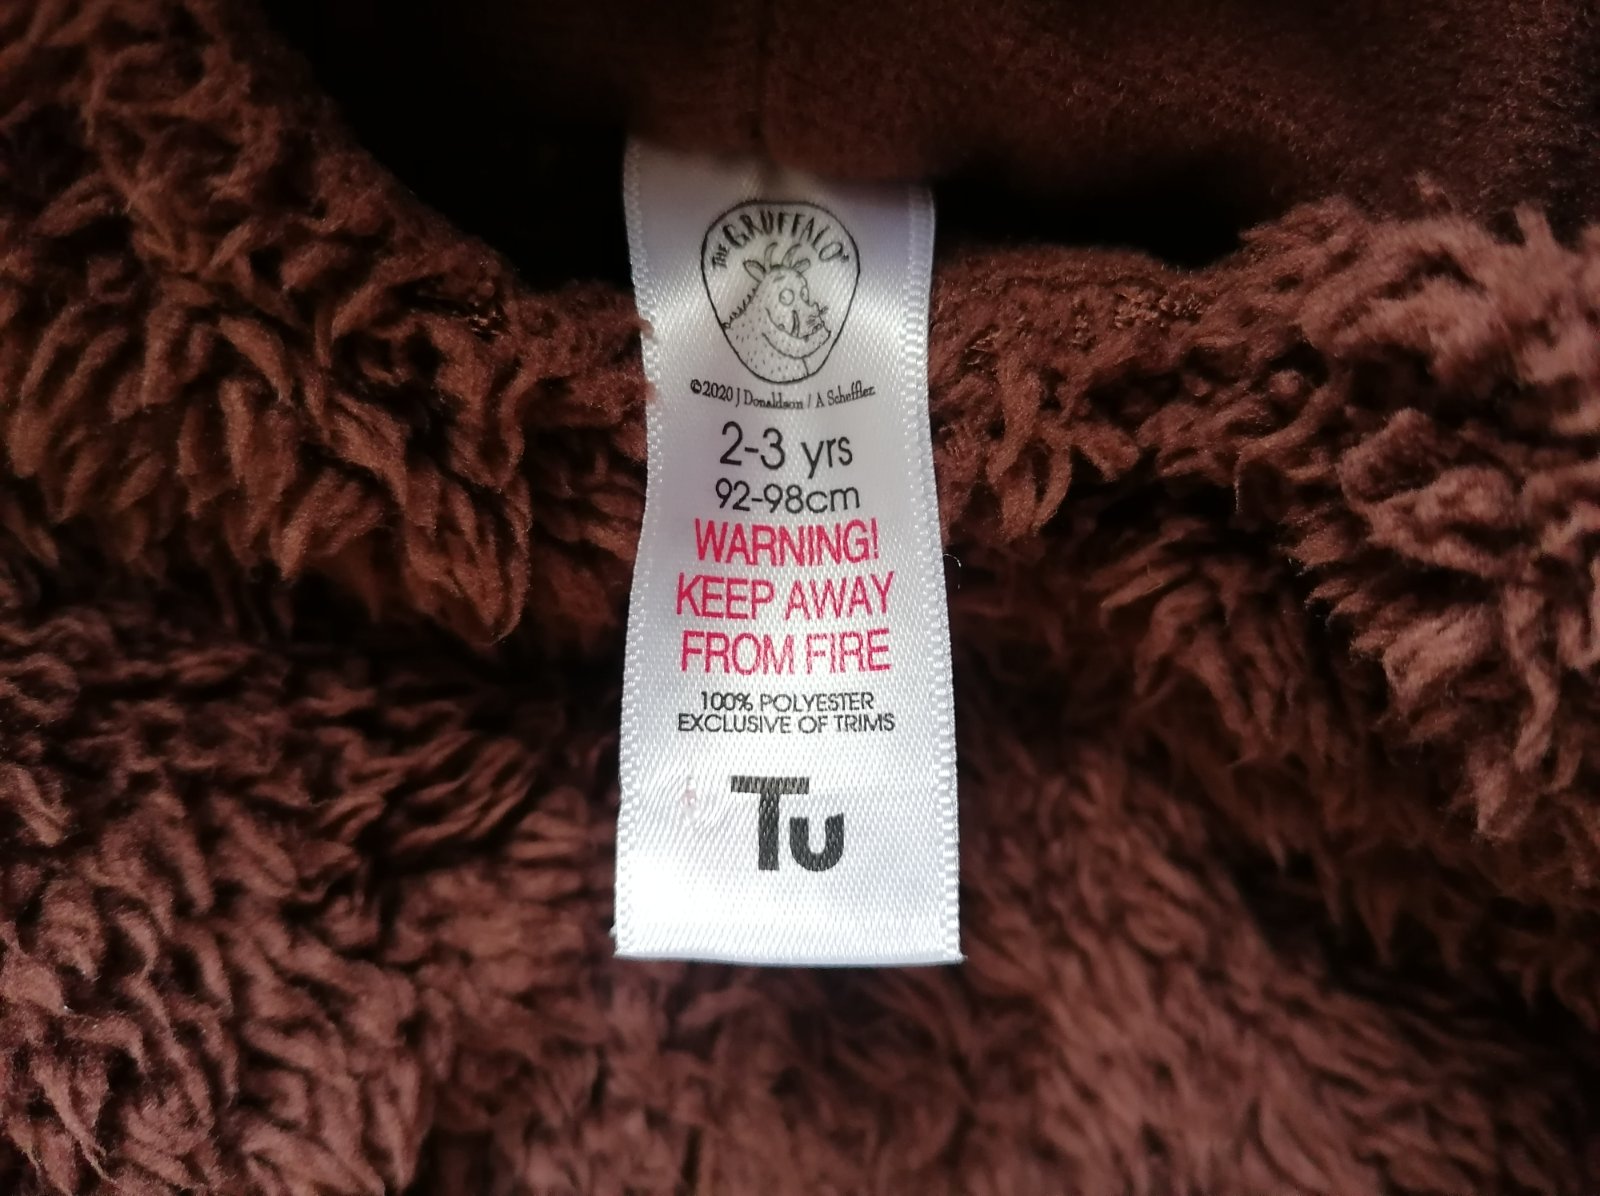 THE GRUFFALO
©2020 J Donaldson / A Scheffler
2-3 yrs
92-98cm
WARNING!
KEEP AWAY
FROM FIRE
100% POLYESTER
EXCLUSIVE OF TRIMS
Tu